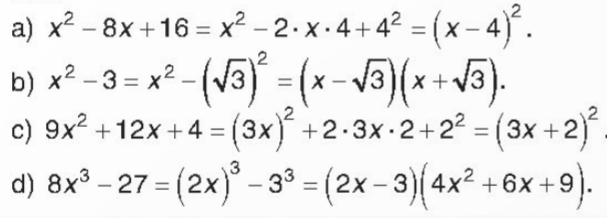 a) x² – 8x + 16 = x² – 2·x·4 + 4² = (x – 4)².
b) x² – 3 = x² – (√3)² = (x – √3)(x + √3).
c) 9x² + 12x + 4 = (3x)² + 2·3x·2 + 2² = (3x + 2)².
d) 8x³ – 27 = (2x)³ – 3³ = (2x – 3)(4x² + 6x + 9).